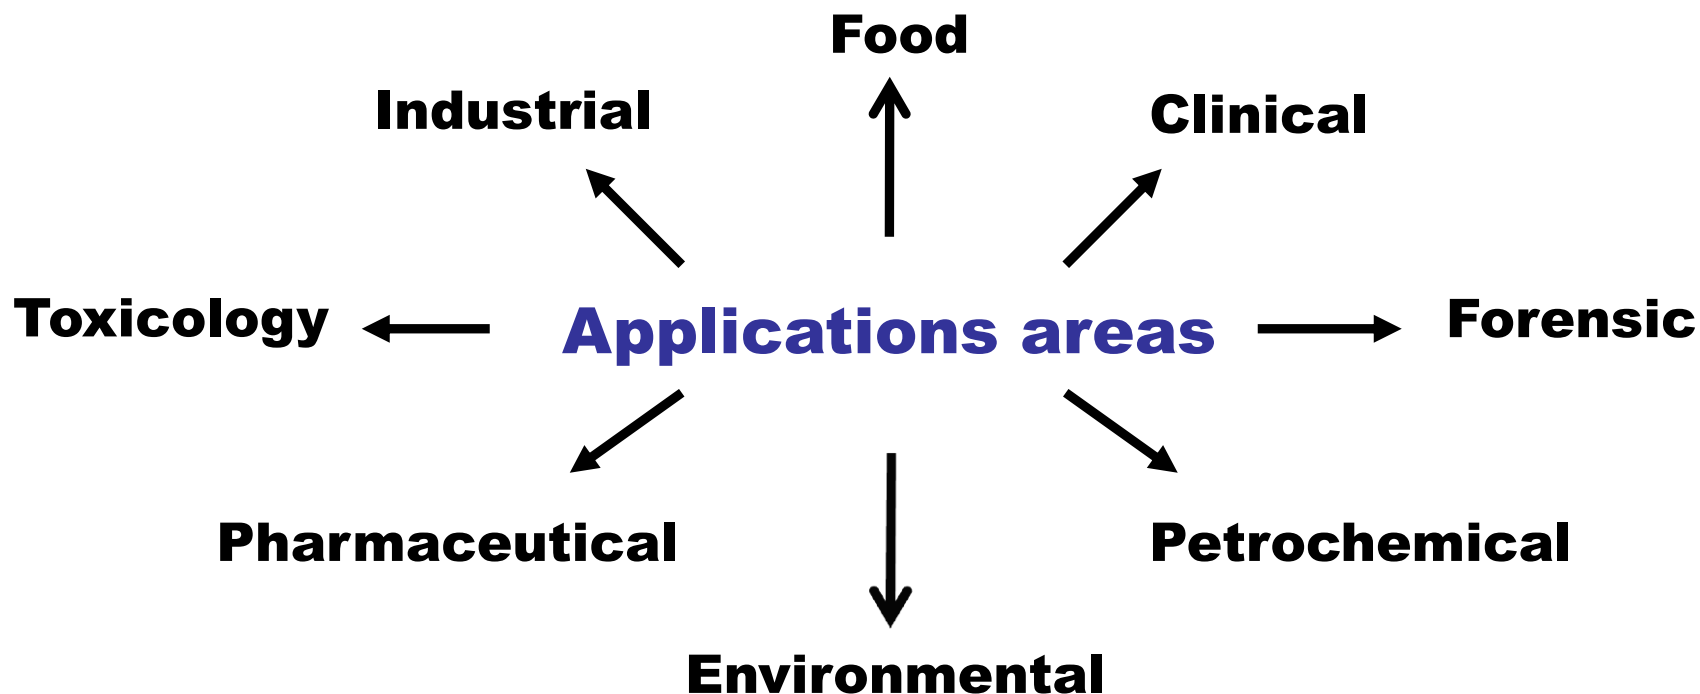 Food
Industrial
Clinical
Toxicology
Applications areas
Forensic
Pharmaceutical
Petrochemical
Environmental